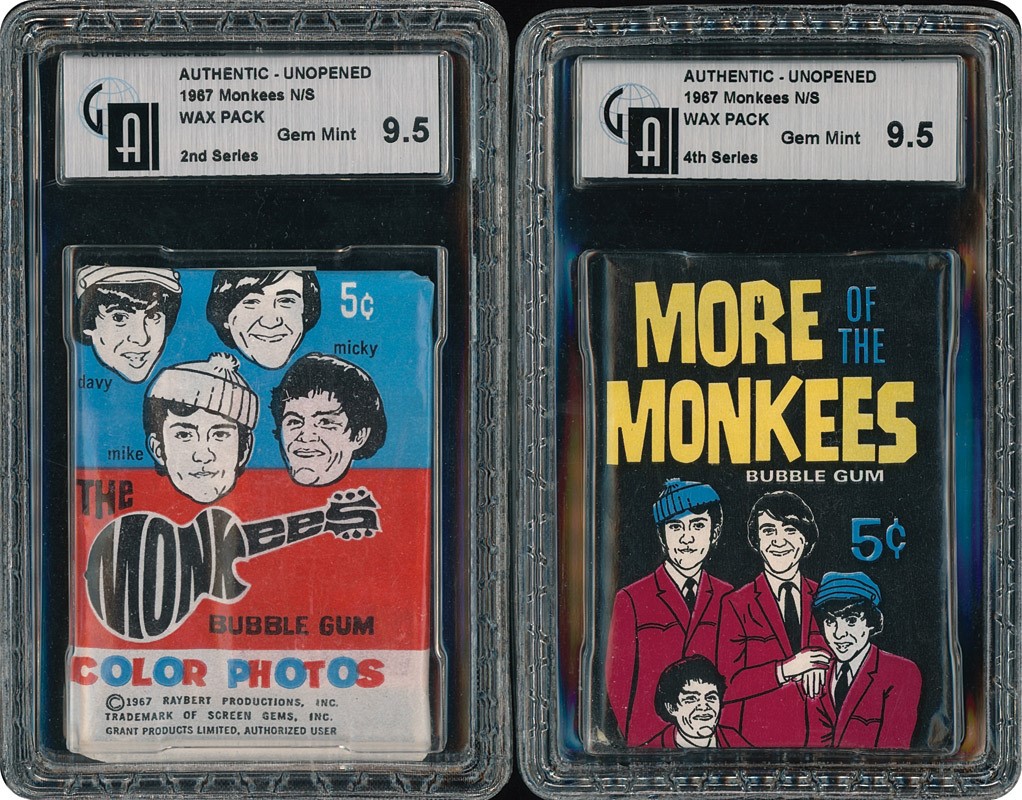 AUTHENTIC - UNOPENED
1967 Monkees N/S
WAX PACK
Gem Mint 9.5
2nd Series
GA
5¢
micky
davy
mike
THE
MONKEES
BUBBLE GUM
COLOR PHOTOS
©1967 RAYBERT PRODUCTIONS, INC.
TRADEMARK OF SCREEN GEMS, INC.
GRANT PRODUCTS LIMITED, AUTHORIZED USER
AUTHENTIC - UNOPENED
1967 Monkees N/S
WAX PACK
Gem Mint 9.5
4th Series
GA
MORE OF THE
MONKEES
BUBBLE GUM
5¢